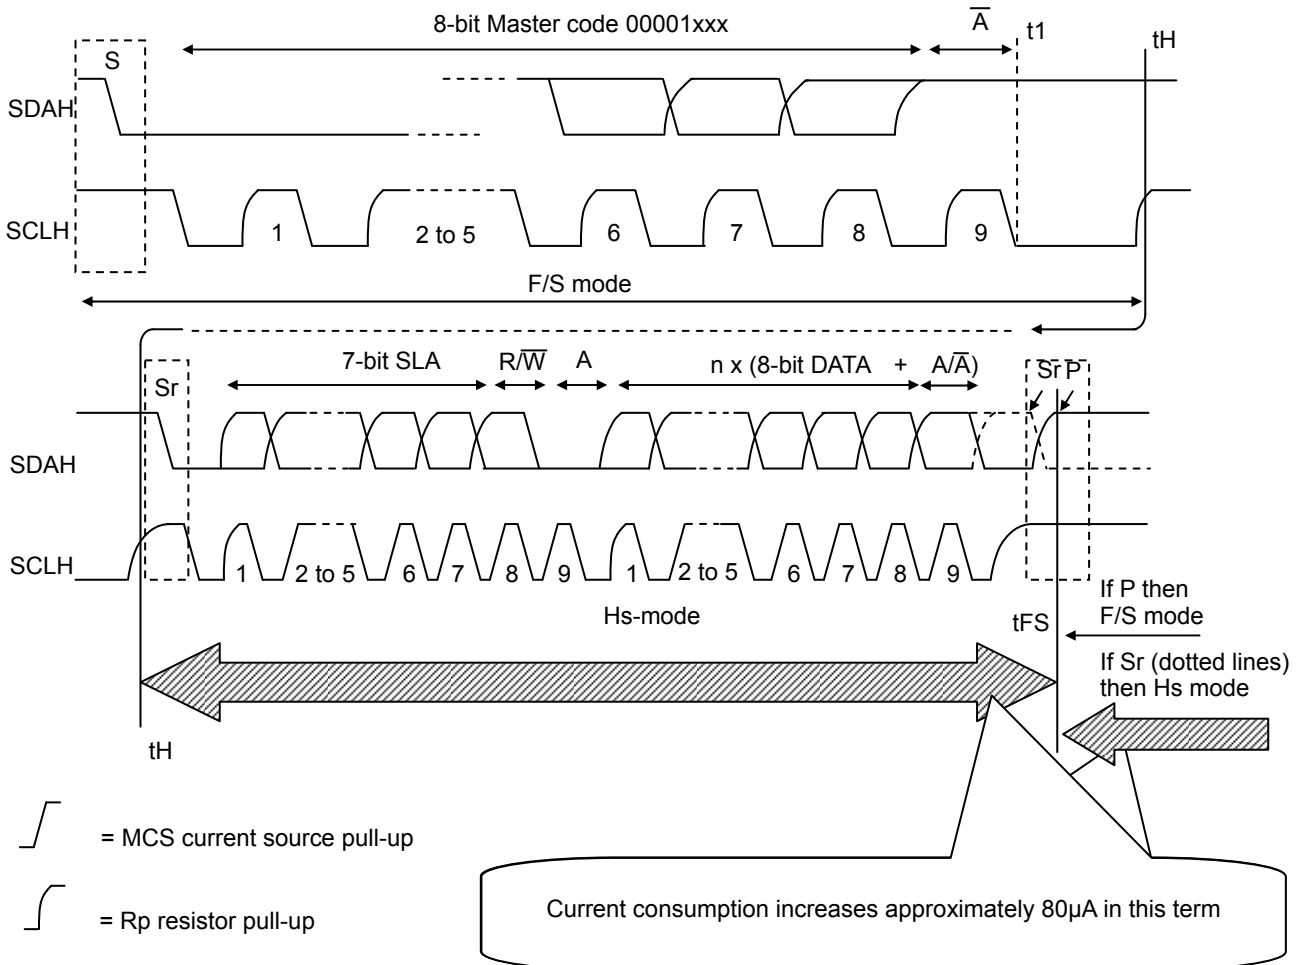 8-bit Master code 00001xxx
A̅
t1
tH
S
SDAH
SCLH
1
2 to 5
6
7
8
9
F/S mode
7-bit SLA
R/W̅
A
n x (8-bit DATA + A/A̅)
Sr
Sr P
SDAH
SCLH
1
2 to 5
6
7
8
9
1
2 to 5
6
7
8
9
Hs-mode
tFS
If P then
F/S mode
If Sr (dotted lines)
then Hs mode
tH
= MCS current source pull-up
= Rp resistor pull-up
Current consumption increases approximately 80μA in this term